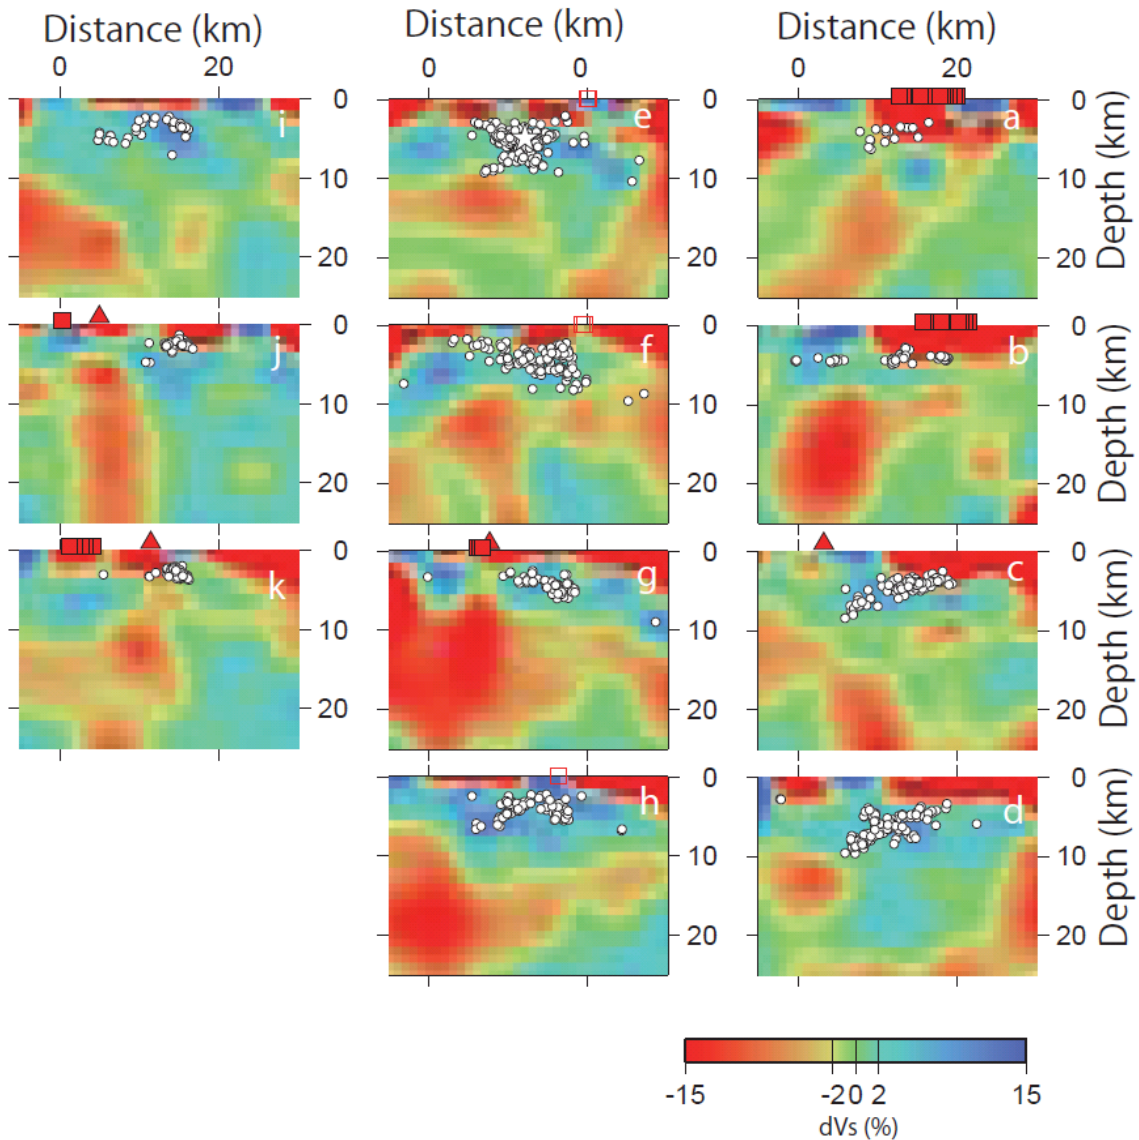 Distance (km) Distance (km) Distance (km)
0 20 0 0 0 20
i 0 e 0 a 0
10 10 10
20 20 20
Depth (km)
j 0 f 0 b 0
10 10 10
20 20 20
Depth (km)
k 0 g 0 c 0
10 10 10
20 20 20
Depth (km)
h 0 d 0
10 10
20 20
Depth (km)
-15 -2 0 2 15
dVs (%)